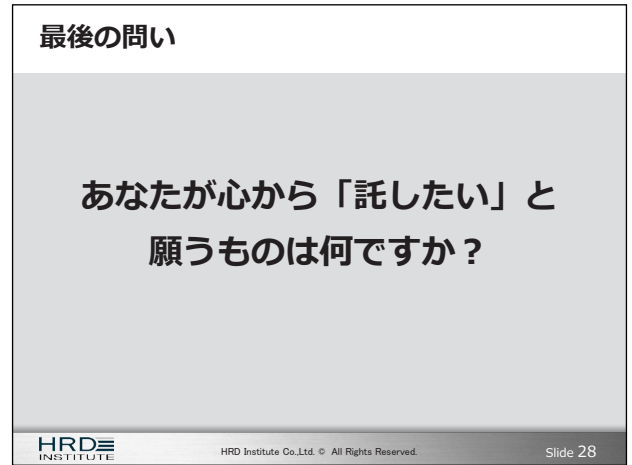 最後の問い
あなたが心から「託したい」と
願うものは何ですか？
HRD
INSTITUTE
HRD Institute Co.,Ltd. © All Rights Reserved.
Slide 28